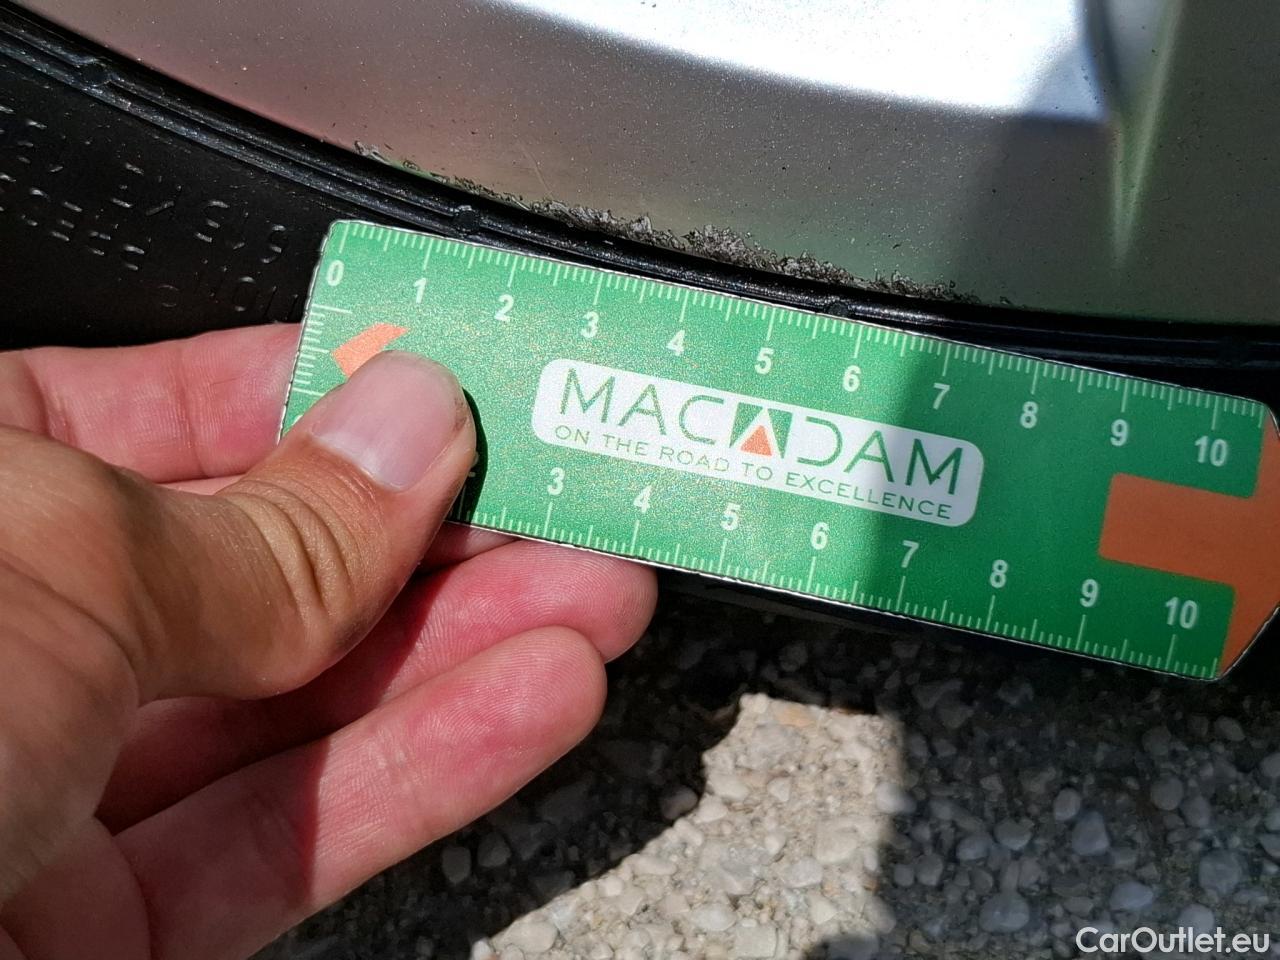 0 1 2 3 4 5 6 7 8 9 10
MACADAM
ON THE ROAD TO EXCELLENCE
2 3 4 5 6 7 8 9 10
CarOutlet.eu